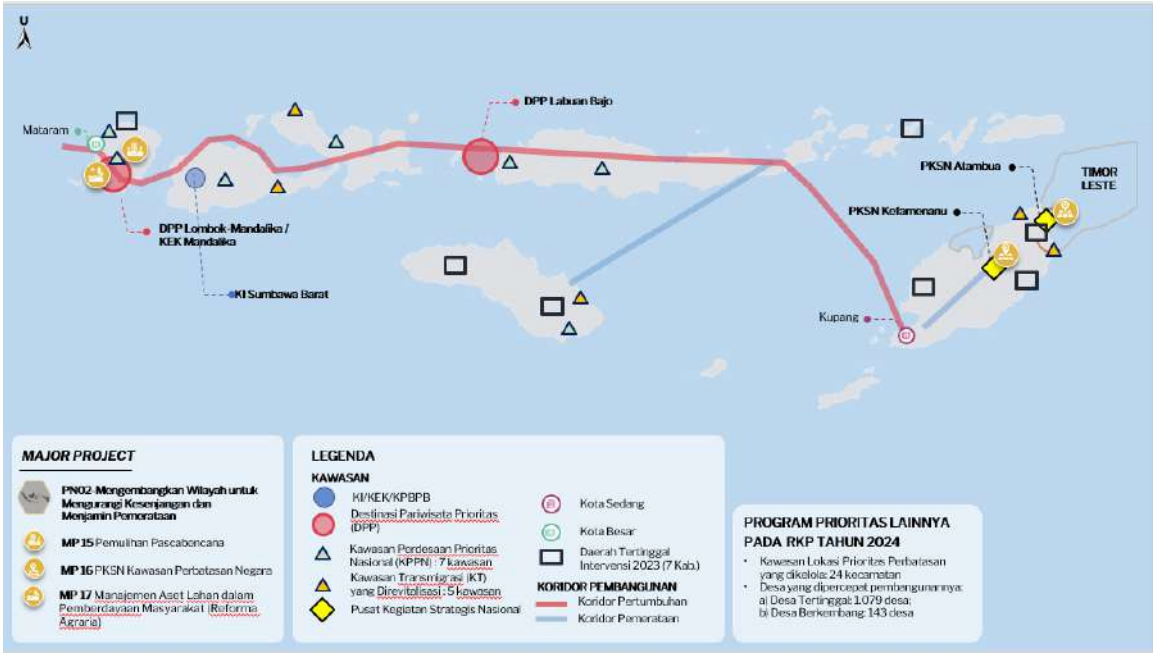 U
Mataram
DPP Labuan Bajo
PKSN Atambua
TIMOR
LESTE
PKSN Kefamenanu
DPP Lombok-Mandalika /
KEK Mandalika
KI Sumbawa Barat
Kupang
MAJOR PROJECT
PN02-Mengembangkan Wilayah untuk
Mengurangi Kesenjangan dan
Menjamin Pemerataan
MP 15 Pemulihan Pascabencana
MP 16 PKSN Kawasan Perbatasan Negara
MP 17 Manajemen Aset Lahan dalam
Pemberdayaan Masyarakat (Reforma
Agraria)
LEGENDA
KAWASAN
KI/KEK/KPBPB
Destinasi Pariwisata Prioritas
(DPP)
Kawasan Perdesaan Prioritas
Nasional (KPPN) : 7 kawasan
Kawasan Transmigrasi (KT)
yang Direvitalisasi : 5 kawasan
Pusat Kegiatan Strategis Nasional
Kota Sedang
Kota Besar
Daerah Tertinggal
Intervensi 2023 (7 Kab.)
KORIDOR PEMBANGUNAN
Koridor Pertumbuhan
Koridor Pemerataan
PROGRAM PRIORITAS LAINNYA
PADA RKP TAHUN 2024
• Kawasan Lokasi Prioritas Perbatasan
yang dikelola: 24 kecamatan
• Desa yang dipercepat pembangunannya:
a) Desa Tertinggal: 1.079 desa;
b) Desa Berkembang: 143 desa